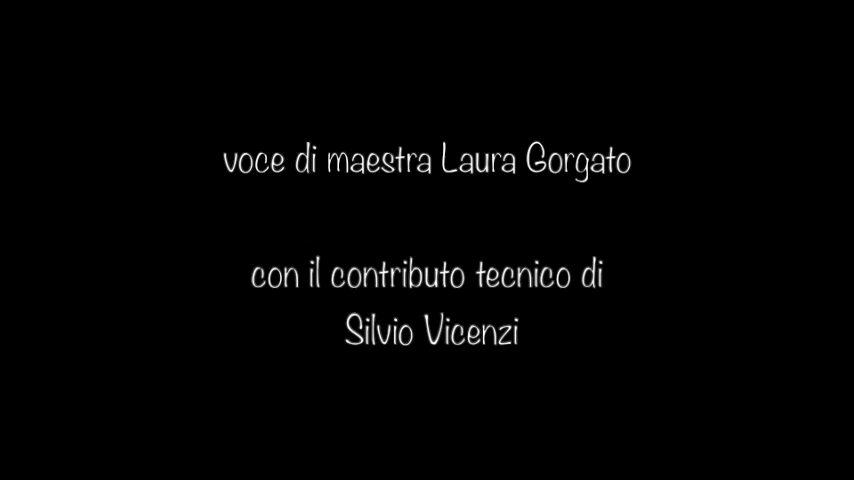 voce di maestra Laura Gorgato
con il contributo tecnico di
Silvio Vicenzi